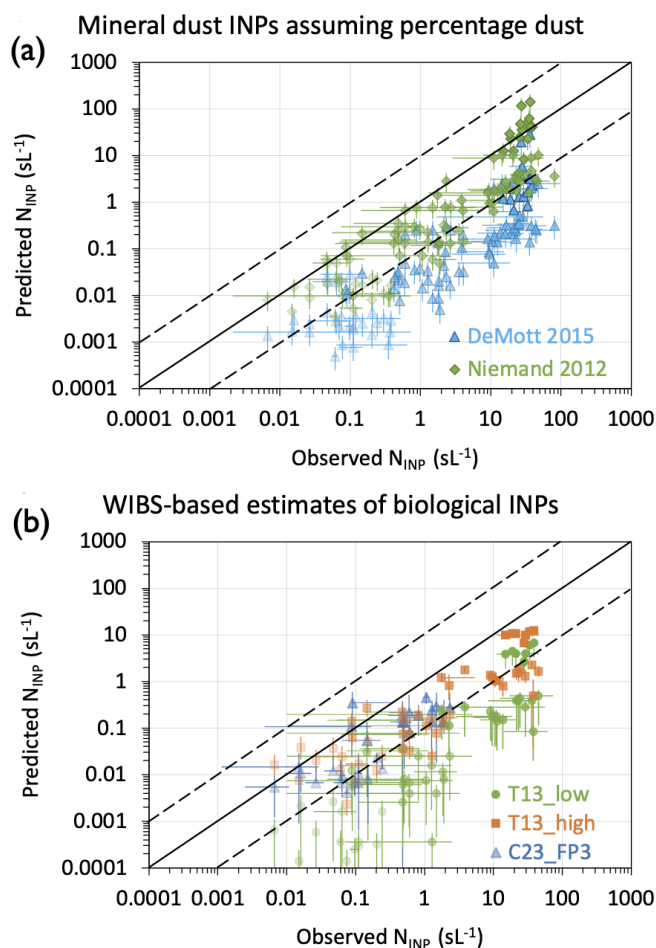 Mineral dust INPs assuming percentage dust
(a)
1000
100
10
1
0.1
0.01
0.001
0.0001
Predicted N_INP (sL⁻¹)
DeMott 2015
Niemand 2012
0.0001 0.001 0.01 0.1 1 10 100 1000
Observed N_INP (sL⁻¹)
WIBS-based estimates of biological INPs
(b)
1000
100
10
1
0.1
0.01
0.001
0.0001
Predicted N_INP (sL⁻¹)
T13_low
T13_high
C23_FP3
0.0001 0.001 0.01 0.1 1 10 100 1000
Observed N_INP (sL⁻¹)